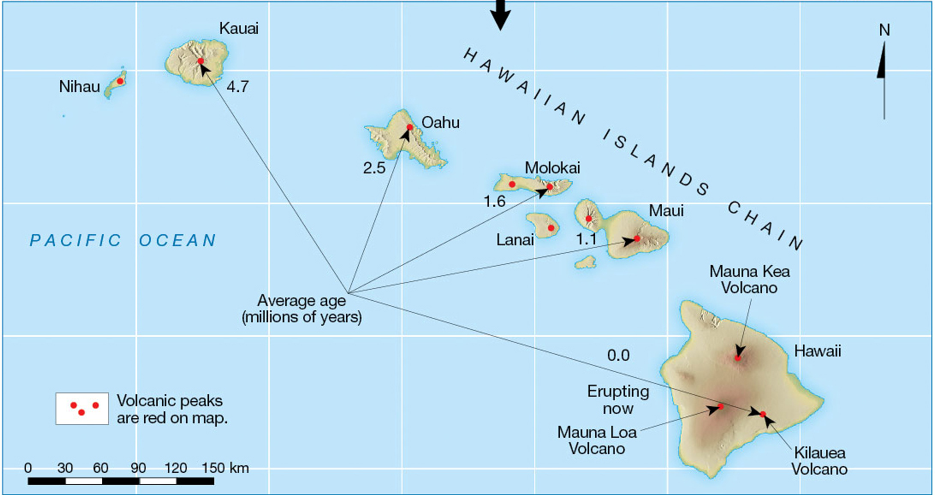 Kauai
N
Nihau
4.7
HAWAIIAN ISLANDS CHAIN
Oahu
2.5
Molokai
1.6
Maui
Lanai
1.1
PACIFIC OCEAN
Mauna Kea
Volcano
Average age
(millions of years)
0.0
Hawaii
Erupting
now
Volcanic peaks
are red on map.
Mauna Loa
Volcano
Kilauea
Volcano
0 30 60 90 120 150 km